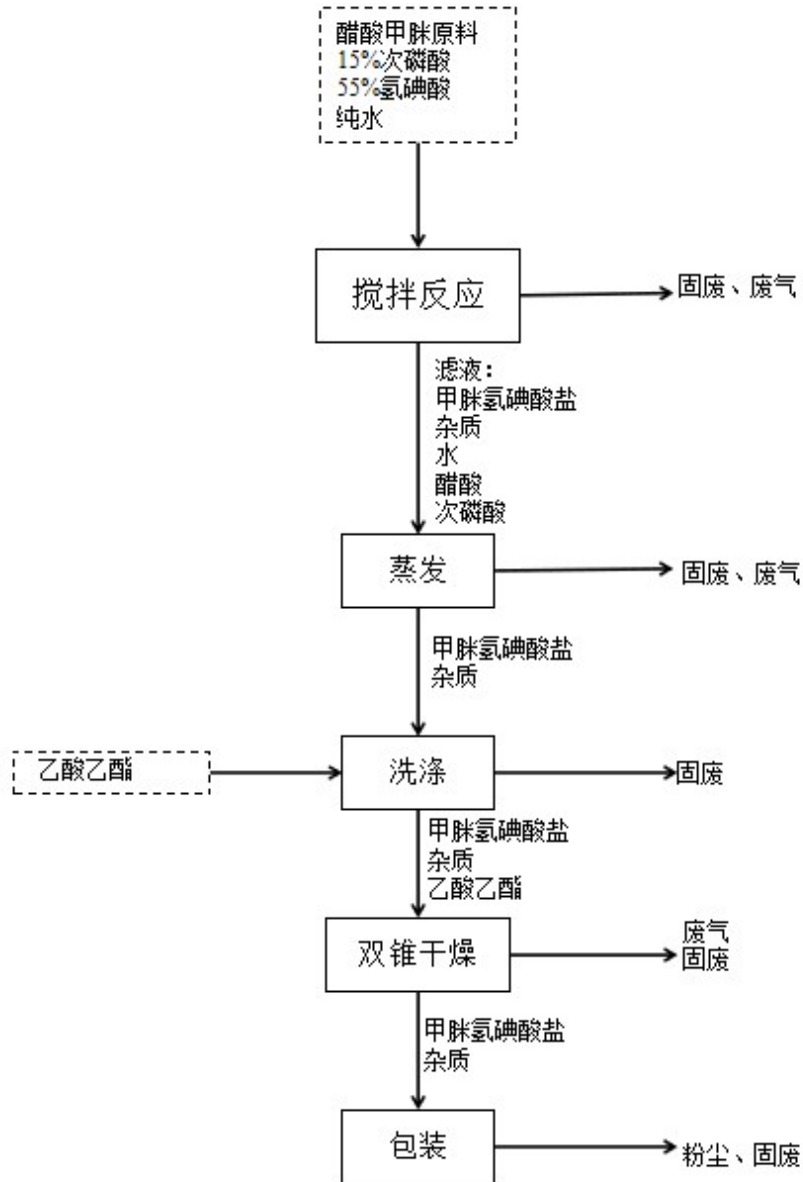 醋酸甲脒原料
15%次磷酸
55%氢碘酸
纯水
搅拌反应
固废、废气
滤液：
甲脒氢碘酸盐
杂质
水
醋酸
次磷酸
蒸发
固废、废气
甲脒氢碘酸盐
杂质
乙酸乙酯
洗涤
固废
甲脒氢碘酸盐
杂质
乙酸乙酯
双锥干燥
废气
固废
甲脒氢碘酸盐
杂质
包装
粉尘、固废